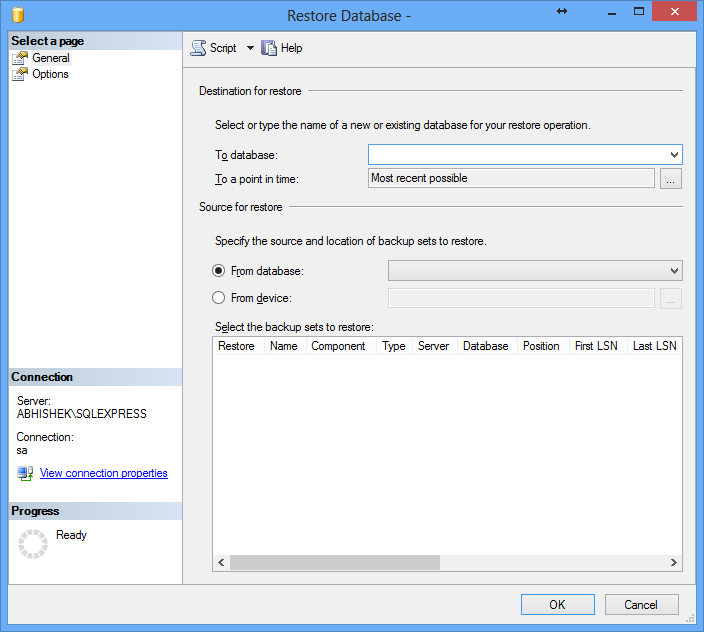 Restore Database -
Select a page
General
Options
Script
Help
Destination for restore
Select or type the name of a new or existing database for your restore operation.
To database:
To a point in time:
Most recent possible
...
Source for restore
Specify the source and location of backup sets to restore.
From database:
From device:
...
Select the backup sets to restore:
Restore Name Component Type Server Database Position First LSN Last LSN
Connection
Server:
ABHISHEK\SQLEXPRESS
Connection:
sa
View connection properties
Progress
Ready
OK
Cancel